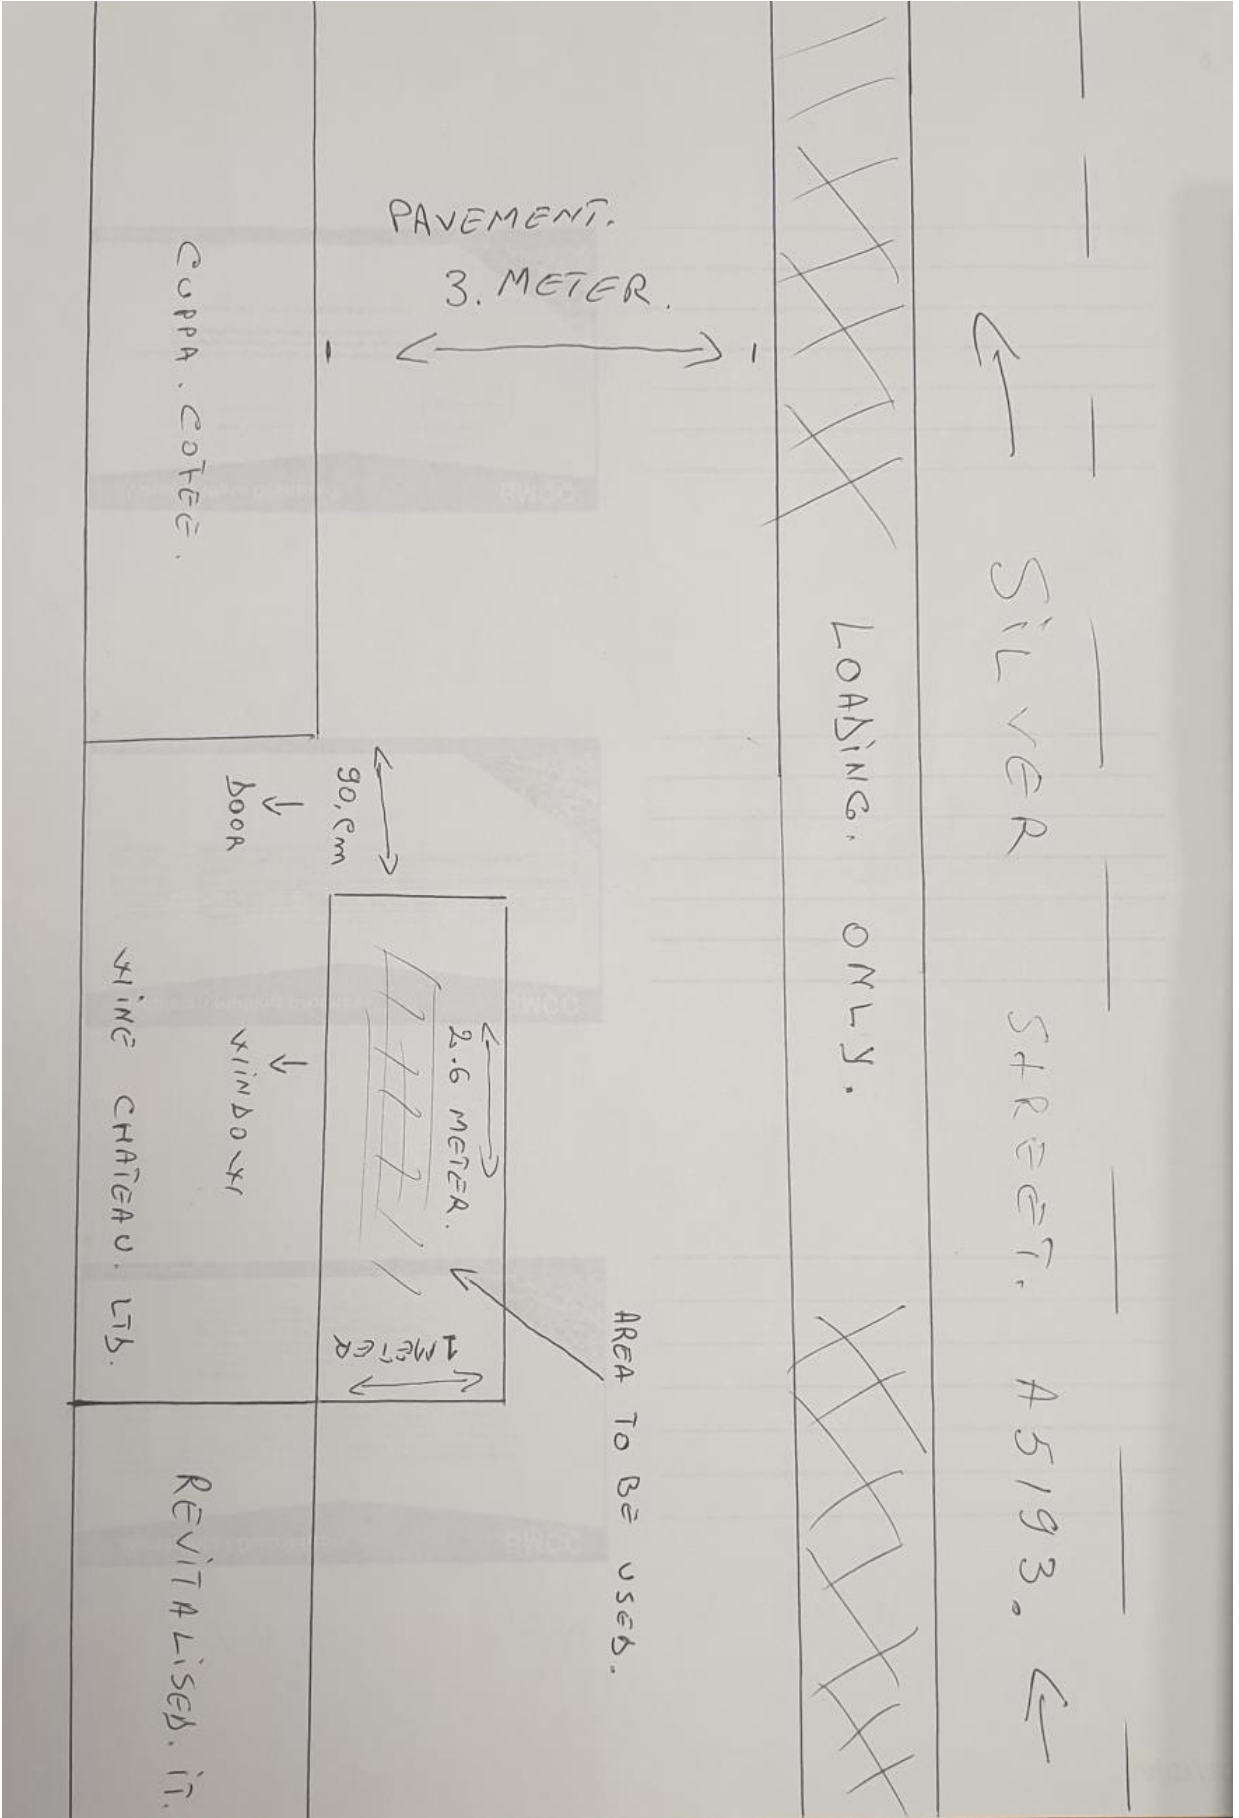 SiLVER STREET. A5193.
LOADiNG. ONLY.
PAVEMENT.
3. METER.
AREA TO BE USED.
CUPPA. COFEE.
90,cm
DOOR
WiNDOW
2.6 METER.
1 METER
WiNE CHATEAU. LTD.
REViTALiSED. iT.